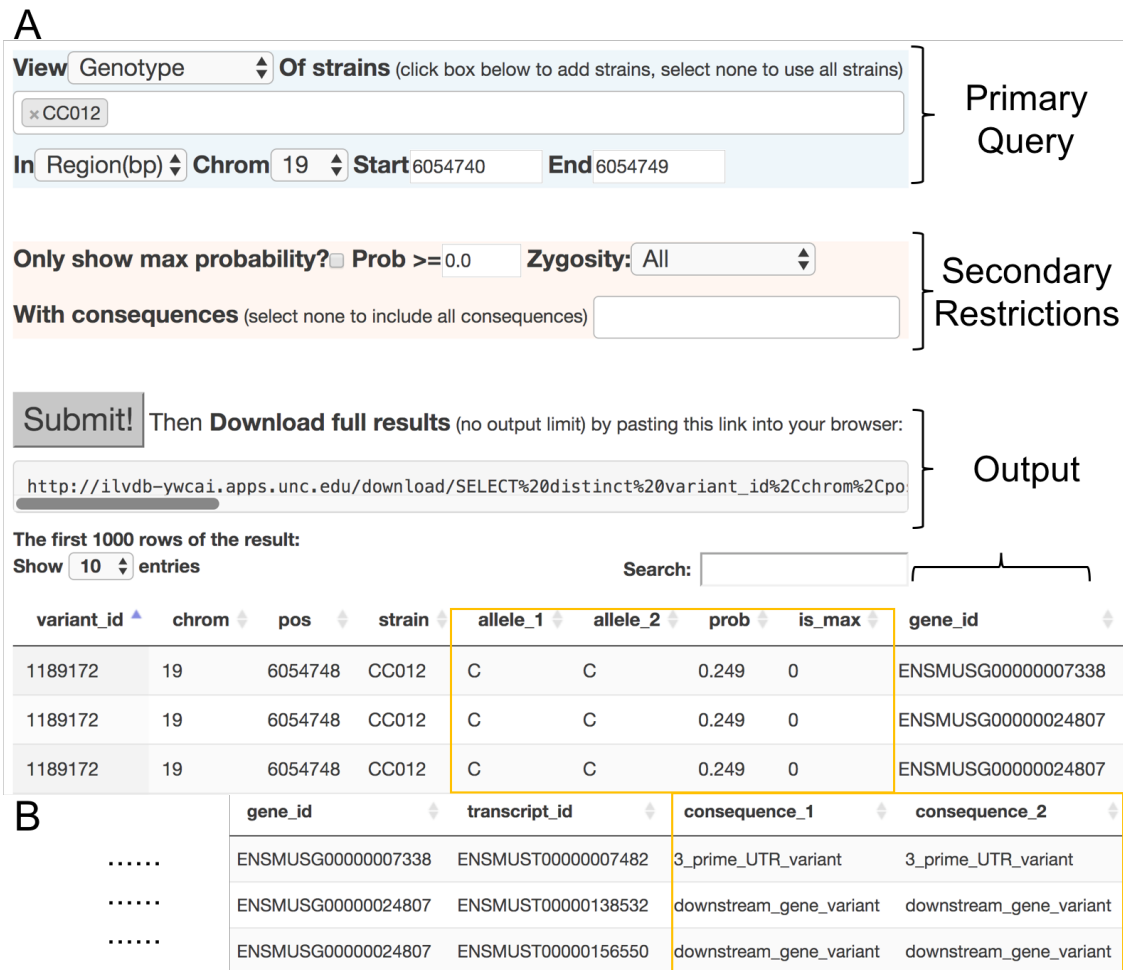 A
View Genotype Of strains (click box below to add strains, select none to use all strains)
×CC012
In Region(bp) Chrom 19 Start 6054740 End 6054749
Primary
Query
Only show max probability? Prob >= 0.0 Zygosity: All
With consequences (select none to include all consequences)
Secondary
Restrictions
Submit! Then Download full results (no output limit) by pasting this link into your browser:
http://ilvdb-ywcai.apps.unc.edu/download/SELECT%20distinct%20variant_id%2Cchrom%2Cpo
Output
The first 1000 rows of the result:
Show 10 entries Search:
variant_id chrom pos strain allele_1 allele_2 prob is_max gene_id
1189172 19 6054748 CC012 C C 0.249 0 ENSMUSG00000007338
1189172 19 6054748 CC012 C C 0.249 0 ENSMUSG00000024807
1189172 19 6054748 CC012 C C 0.249 0 ENSMUSG00000024807
B
gene_id transcript_id consequence_1 consequence_2
...... ENSMUSG00000007338 ENSMUST00000007482 3_prime_UTR_variant 3_prime_UTR_variant
...... ENSMUSG00000024807 ENSMUST00000138532 downstream_gene_variant downstream_gene_variant
...... ENSMUSG00000024807 ENSMUST00000156550 downstream_gene_variant downstream_gene_variant